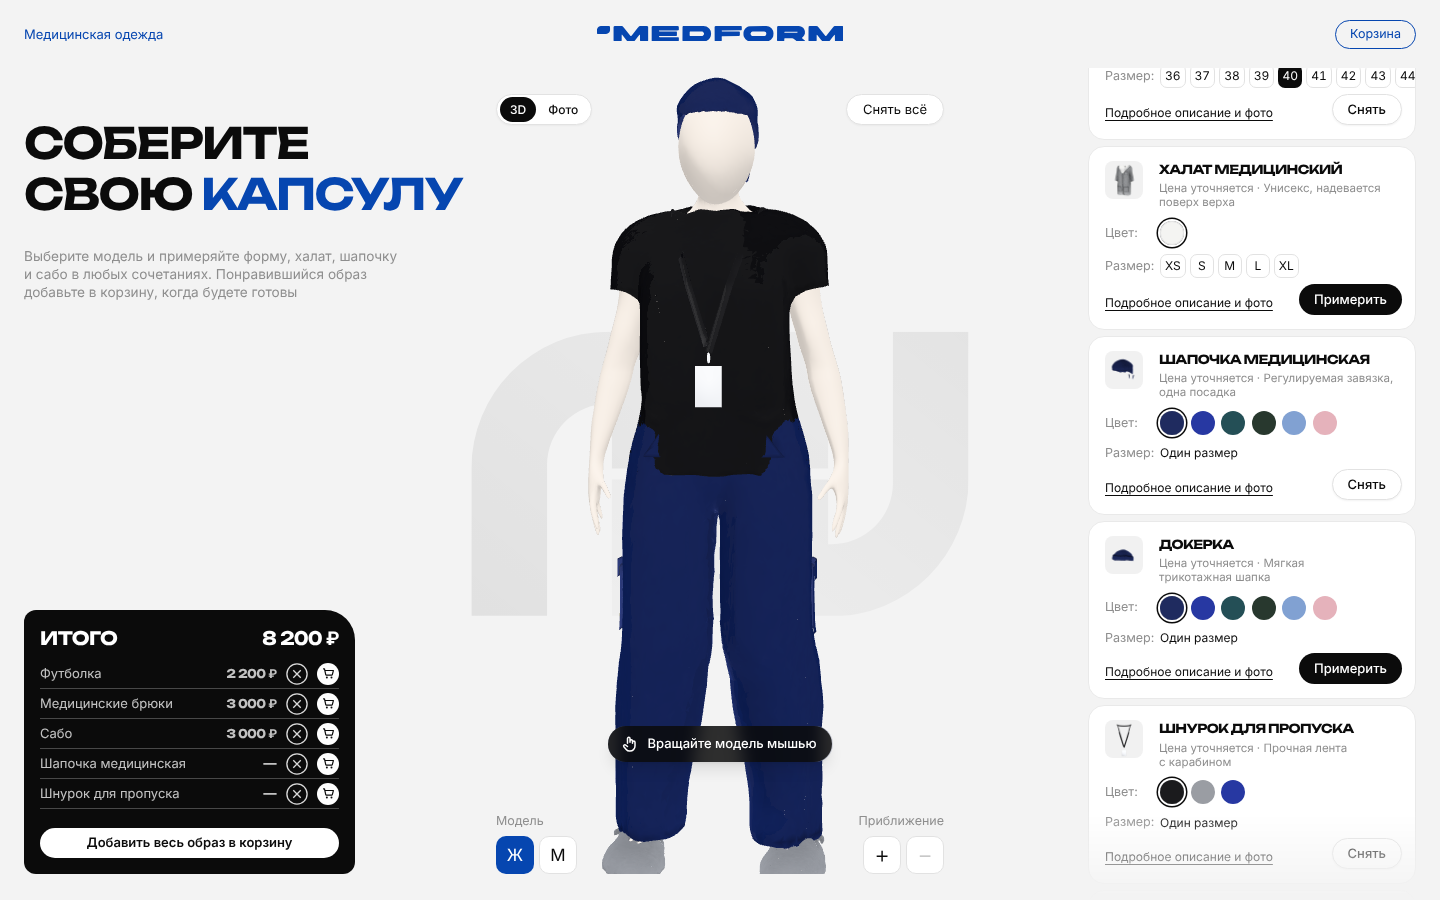 Медицинская одежда
MEDFORM
Корзина
СОБЕРИТЕ
СВОЮ КАПСУЛУ
Выберите модель и примеряйте форму, халат, шапочку
и сабо в любых сочетаниях. Понравившийся образ
добавьте в корзину, когда будете готовы
3D Фото
Снять всё
Вращайте модель мышью
Модель
Ж М
Приближение
+ −
ИТОГО 8 200 ₽
Футболка 2 200 ₽
Медицинские брюки 3 000 ₽
Сабо 3 000 ₽
Шапочка медицинская —
Шнурок для пропуска —
Добавить весь образ в корзину
Размер: 36 37 38 39 40 41 42 43 44
Подробное описание и фото Снять
ХАЛАТ МЕДИЦИНСКИЙ
Цена уточняется · Унисекс, надевается
поверх верха
Цвет:
Размер: XS S M L XL
Подробное описание и фото Примерить
ШАПОЧКА МЕДИЦИНСКАЯ
Цена уточняется · Регулируемая завязка,
одна посадка
Цвет:
Размер: Один размер
Подробное описание и фото Снять
ДОКЕРКА
Цена уточняется · Мягкая
трикотажная шапка
Цвет:
Размер: Один размер
Подробное описание и фото Примерить
ШНУРОК ДЛЯ ПРОПУСКА
Цена уточняется · Прочная лента
с карабином
Цвет:
Размер: Один размер
Подробное описание и фото Снять